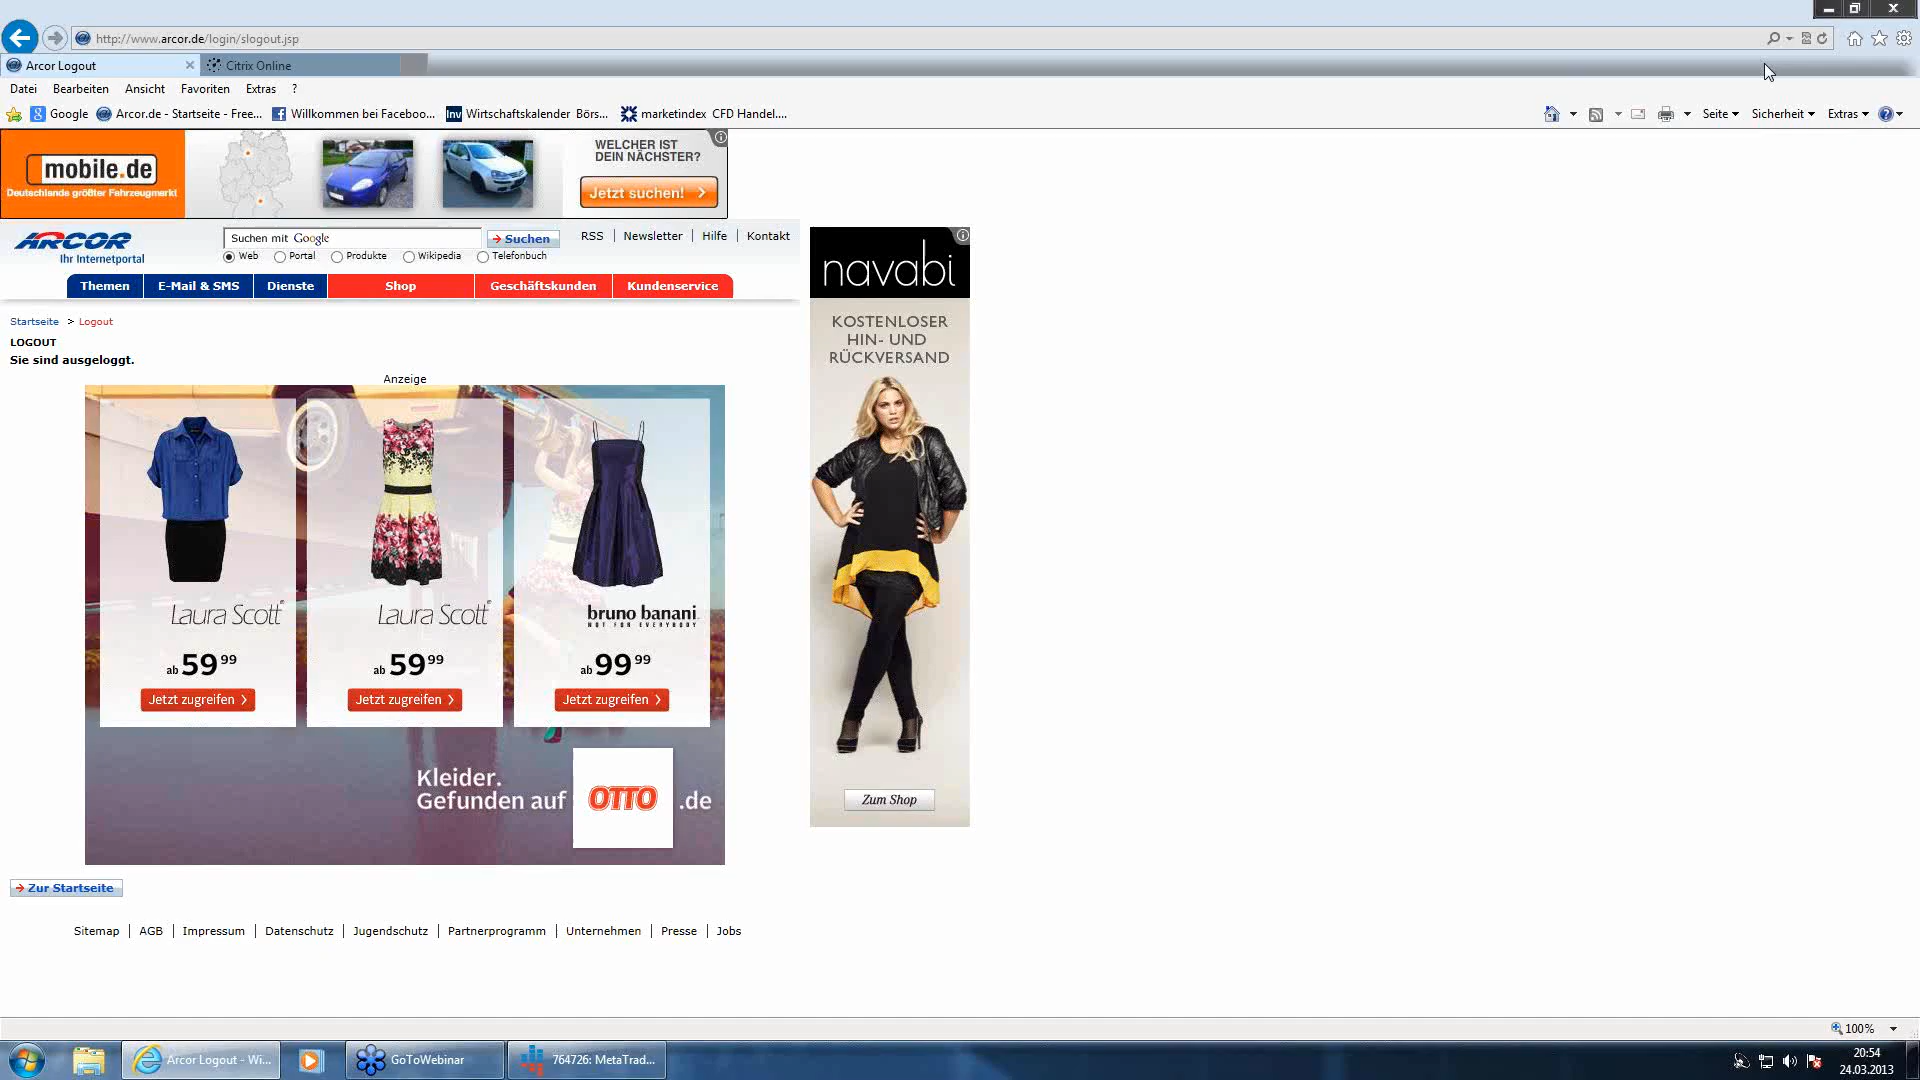 http://www.arcor.de/login/slogout.jsp
Arcor Logout
Citrix Online
Datei Bearbeiten Ansicht Favoriten Extras ?
Google Arcor.de - Startseite - Free... Willkommen bei Faceboo... Inv Wirtschaftskalender Börs... marketindex CFD Handel....
Seite Sicherheit Extras
mobile.de
Deutschlands größter Fahrzeugmarkt
WELCHER IST
DEIN NÄCHSTER?
Jetzt suchen!
ARCOR
Ihr Internetportal
Suchen mit Google
Suchen
RSS Newsletter Hilfe Kontakt
Web Portal Produkte Wikipedia Telefonbuch
Themen E-Mail & SMS Dienste Shop Geschäftskunden Kundenservice
Startseite > Logout
LOGOUT
Sie sind ausgeloggt.
Anzeige
Laura Scott
ab 59 99
Jetzt zugreifen
Laura Scott
ab 59 99
Jetzt zugreifen
bruno banani
NOT FOR EVERYBODY
ab 99 99
Jetzt zugreifen
Kleider.
Gefunden auf OTTO .de
navabi
KOSTENLOSER
HIN- UND
RÜCKVERSAND
Zum Shop
Zur Startseite
Sitemap AGB Impressum Datenschutz Jugendschutz Partnerprogramm Unternehmen Presse Jobs
100%
Arcor Logout - Wi...
GoToWebinar
764726: MetaTrad...
20:54
24.03.2013